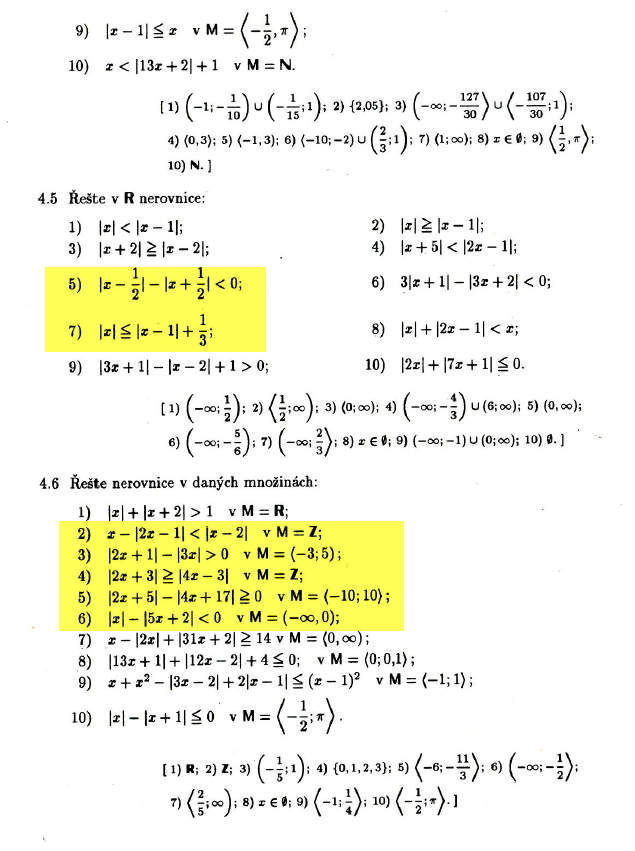 9) |x − 1| ≦ x v M = ⟨−1/2, π⟩ ;
10) x < |13x + 2| + 1 v M = N.
[ 1) (−1; −1/10) ∪ (−1/15; 1); 2) {2,05}; 3) (−∞; −127/30⟩ ∪ ⟨−107/30; 1);
4) ⟨0, 3); 5) ⟨−1, 3); 6) ⟨−10; −2) ∪ (2/3; 1⟩; 7) (1; ∞); 8) x ∈ ∅; 9) ⟨1/2, π⟩;
10) N. ]
4.5 Řešte v R nerovnice:
1) |x| < |x − 1|; 2) |x| ≧ |x − 1|;
3) |x + 2| ≧ |x − 2|; 4) |x + 5| < |2x − 1|;
5) |x − 1/2| − |x + 1/2| < 0; 6) 3|x + 1| − |3x + 2| < 0;
7) |x| ≦ |x − 1| + 1/3; 8) |x| + |2x − 1| < x;
9) |3x + 1| − |x − 2| + 1 > 0; 10) |2x| + |7x + 1| ≦ 0.
[ 1) (−∞; 1/2); 2) ⟨1/2; ∞); 3) ⟨0; ∞); 4) (−∞; −4/3) ∪ (6; ∞); 5) (0, ∞);
6) (−∞; −5/6); 7) (−∞; 2/3⟩; 8) x ∈ ∅; 9) (−∞; −1) ∪ (0; ∞); 10) ∅. ]
4.6 Řešte nerovnice v daných množinách:
1) |x| + |x + 2| > 1 v M = R;
2) x − |2x − 1| < |x − 2| v M = Z;
3) |2x + 1| − |3x| > 0 v M = (−3; 5) ;
4) |2x + 3| ≧ |4x − 3| v M = Z;
5) |2x + 5| − |4x + 17| ≧ 0 v M = ⟨−10; 10⟩ ;
6) |x| − |5x + 2| < 0 v M = (−∞, 0);
7) x − |2x| + |31x + 2| ≧ 14 v M = ⟨0, ∞) ;
8) |13x + 1| + |12x − 2| + 4 ≦ 0; v M = ⟨0; 0,1⟩ ;
9) x + x² − |3x − 2| + 2|x − 1| ≦ (x − 1)² v M = ⟨−1; 1⟩ ;
10) |x| − |x + 1| ≦ 0 v M = ⟨−1/2; π⟩ .
[ 1) R; 2) Z; 3) (−1/5; 1); 4) {0, 1, 2, 3}; 5) ⟨−6; −11/3⟩; 6) (−∞; −1/2);
7) ⟨2/5; ∞); 8) x ∈ ∅; 9) ⟨−1; 1/4⟩; 10) ⟨−1/2; π⟩. ]